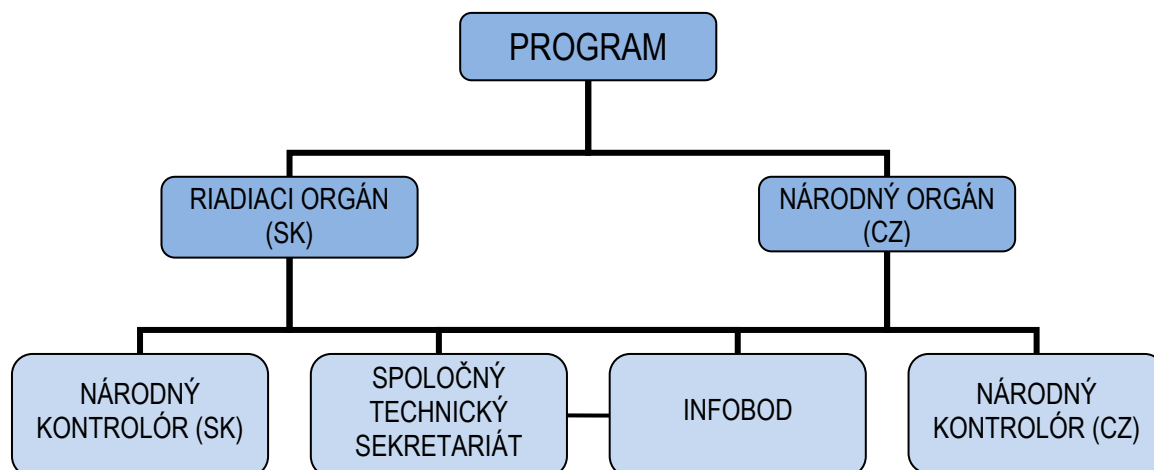 PROGRAM
RIADIACI ORGÁN
(SK)
NÁRODNÝ ORGÁN
(CZ)
NÁRODNÝ
KONTROLÓR (SK)
SPOLOČNÝ
TECHNICKÝ
SEKRETARIÁT
INFOBOD
NÁRODNÝ
KONTROLÓR (CZ)